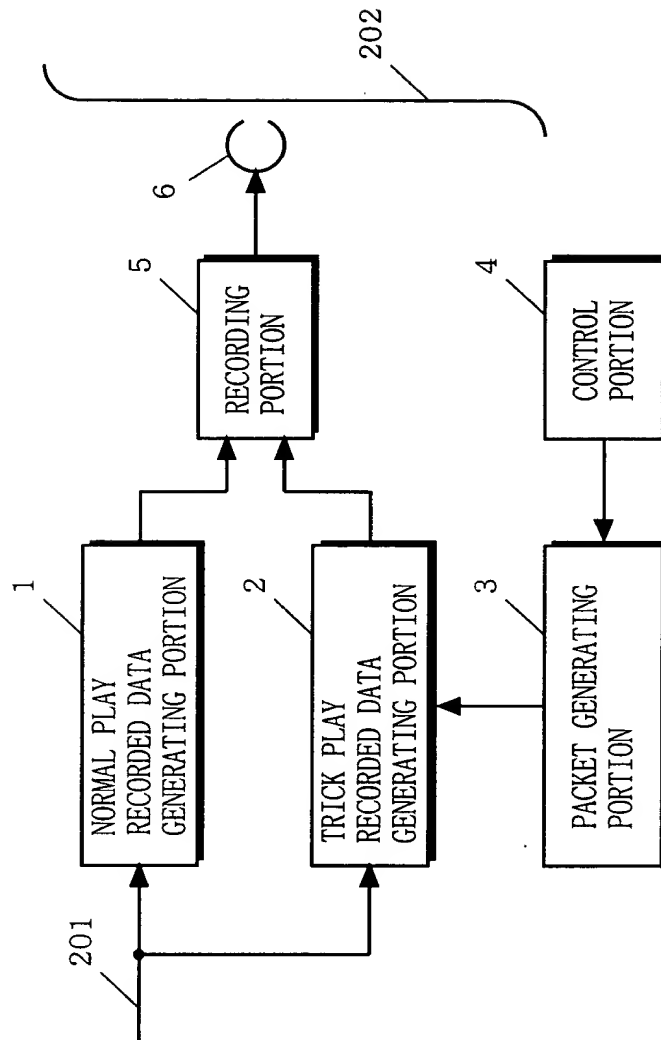 201
1
NORMAL PLAY
RECORDED DATA
GENERATING PORTION
2
TRICK PLAY
RECORDED DATA
GENERATING PORTION
3
PACKET GENERATING
PORTION
4
CONTROL
PORTION
5
RECORDING
PORTION
6
202